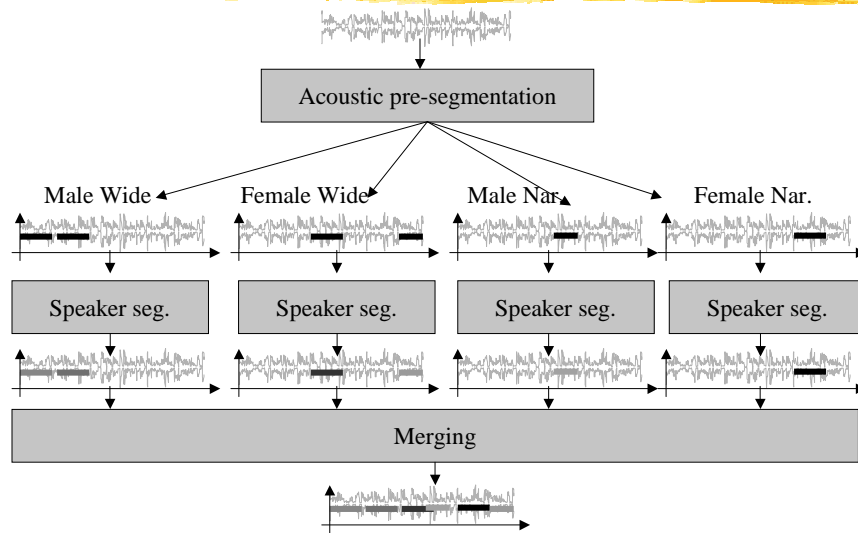 Acoustic pre-segmentation
Male Wide
Female Wide
Male Nar.
Female Nar.
Speaker seg.
Speaker seg.
Speaker seg.
Speaker seg.
Merging